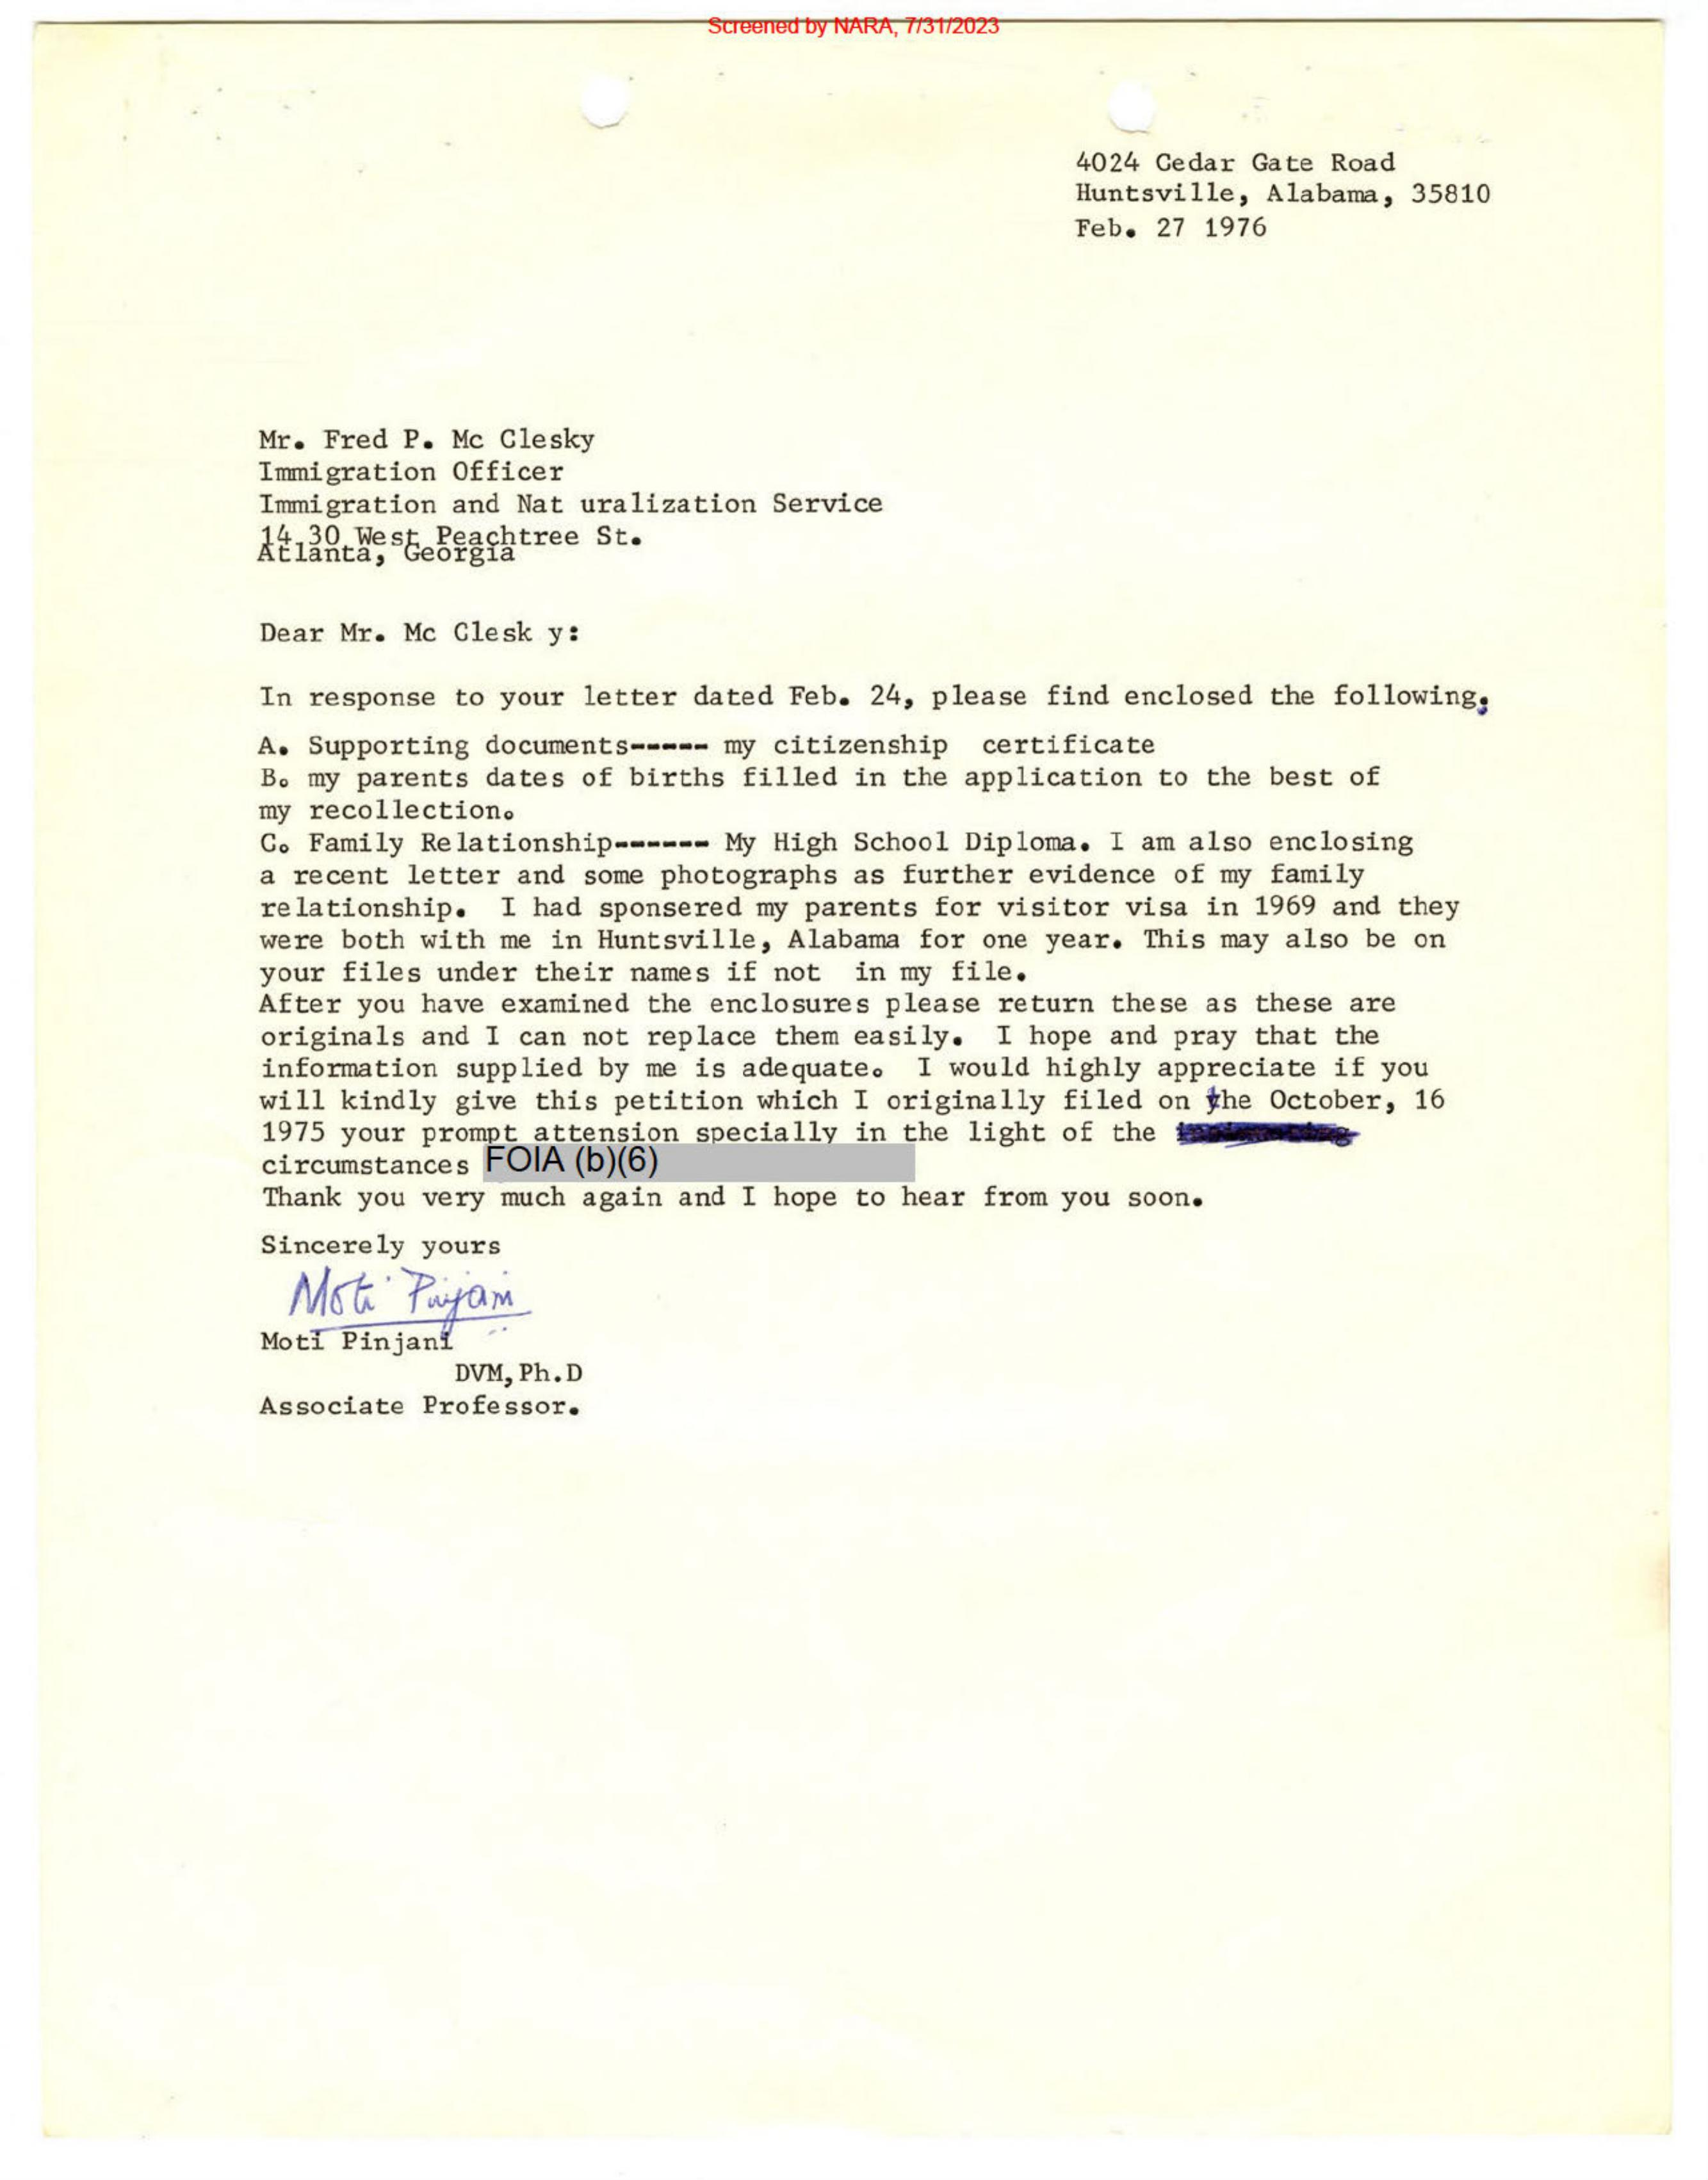 Screened by NARA, 7/31/2023
4024 Cedar Gate Road
Huntsville, Alabama, 35810
Feb. 27 1976
Mr. Fred P. Mc Clesky
Immigration Officer
Immigration and Nat uralization Service
14 30 West Peachtree St.
Atlanta, Georgia
Dear Mr. Mc Clesk y:
In response to your letter dated Feb. 24, please find enclosed the following.
A. Supporting documents----- my citizenship certificate
B. my parents dates of births filled in the application to the best of
my recollection.
C. Family Relationship------ My High School Diploma. I am also enclosing
a recent letter and some photographs as further evidence of my family
relationship. I had sponsered my parents for visitor visa in 1969 and they
were both with me in Huntsville, Alabama for one year. This may also be on
your files under their names if not in my file.
After you have examined the enclosures please return these as these are
originals and I can not replace them easily. I hope and pray that the
information supplied by me is adequate. I would highly appreciate if you
will kindly give this petition which I originally filed on the October, 16
1975 your prompt attension specially in the light of the
circumstances FOIA (b)(6)
Thank you very much again and I hope to hear from you soon.
Sincerely yours
Moti Pinjani
Moti Pinjani
DVM,Ph.D
Associate Professor.